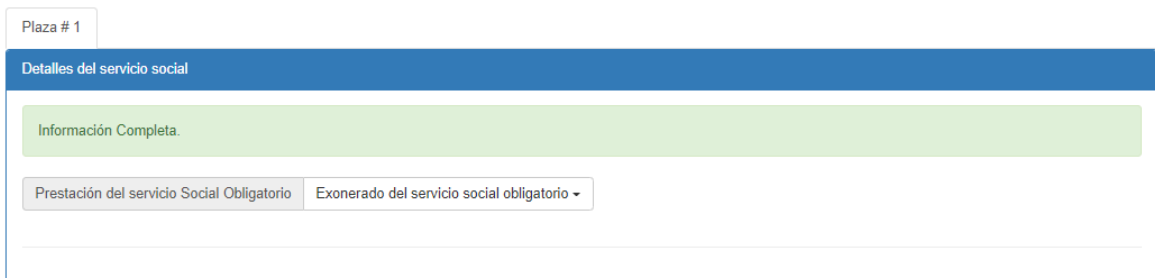 Plaza # 1
Detalles del servicio social
Información Completa.
Prestación del servicio Social Obligatorio Exonerado del servicio social obligatorio